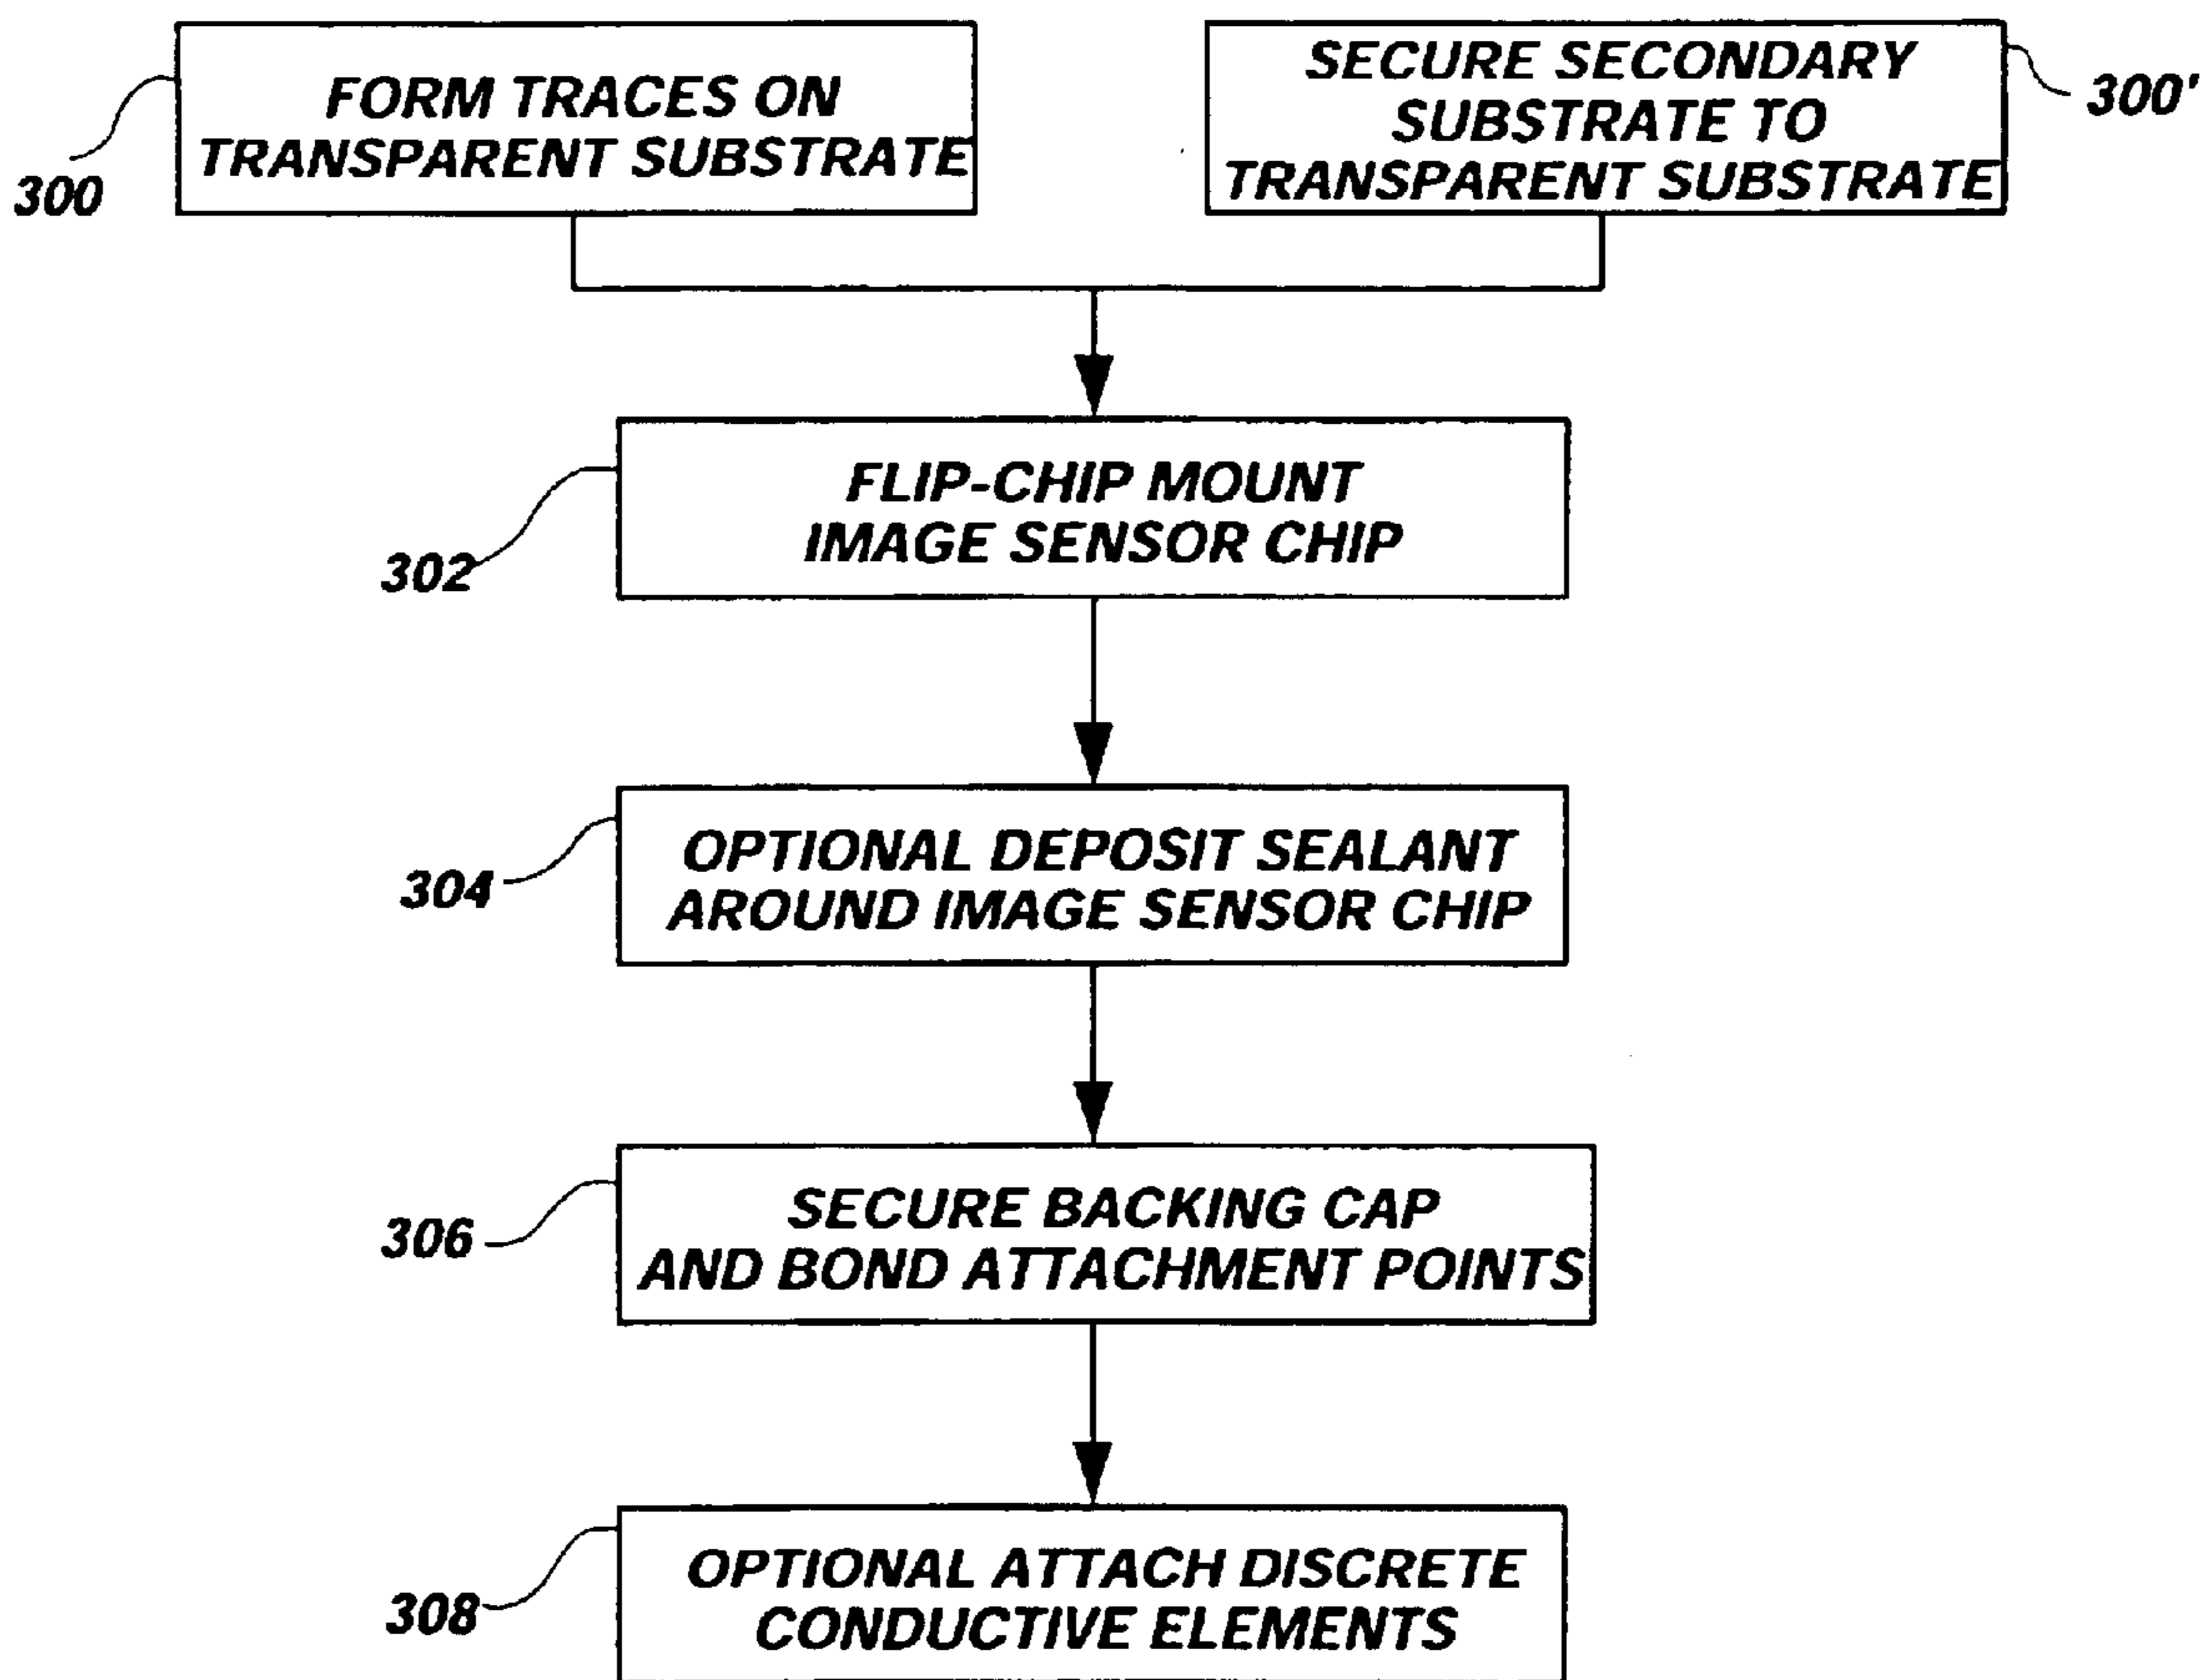 FORM TRACES ON
TRANSPARENT SUBSTRATE
300
SECURE SECONDARY
SUBSTRATE TO
TRANSPARENT SUBSTRATE
300'
FLIP-CHIP MOUNT
IMAGE SENSOR CHIP
302
OPTIONAL DEPOSIT SEALANT
AROUND IMAGE SENSOR CHIP
304
SECURE BACKING CAP
AND BOND ATTACHMENT POINTS
306
OPTIONAL ATTACH DISCRETE
CONDUCTIVE ELEMENTS
308